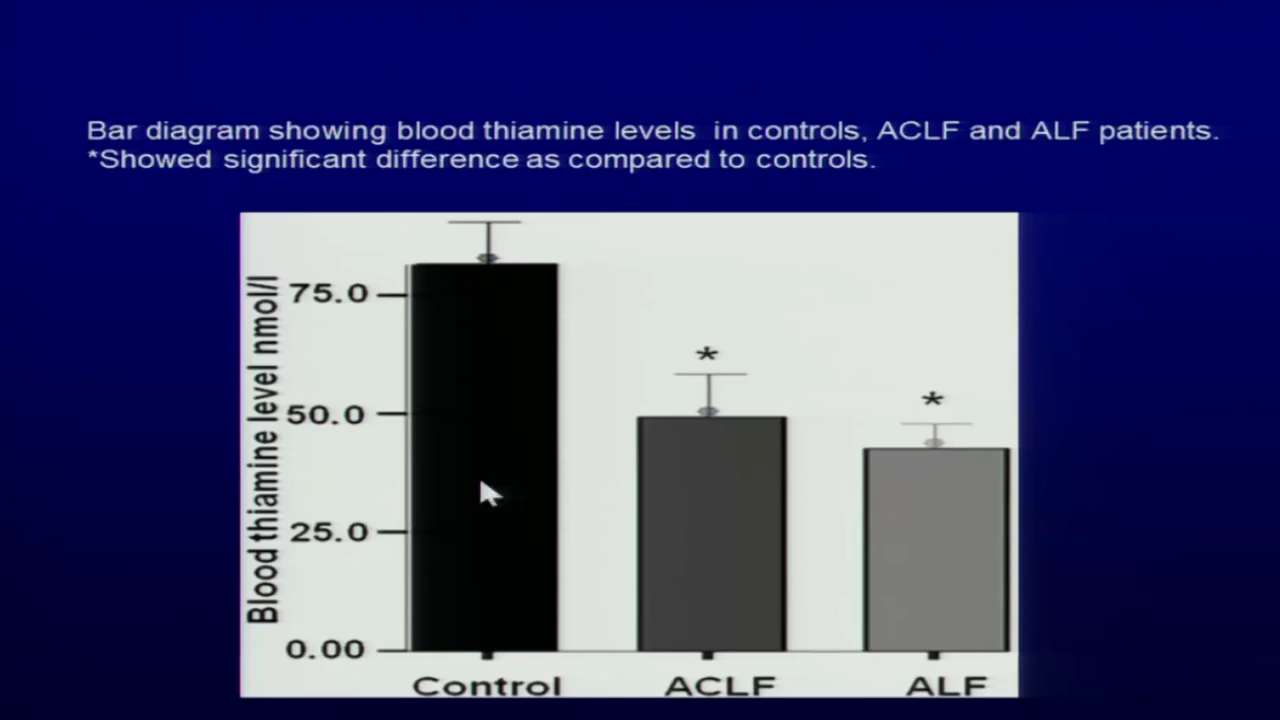 Bar diagram showing blood thiamine levels in controls, ACLF and ALF patients.
*Showed significant difference as compared to controls.
Blood thiamine level nmol/l
75.0
*
*
50.0
25.0
0.00
Control ACLF ALF